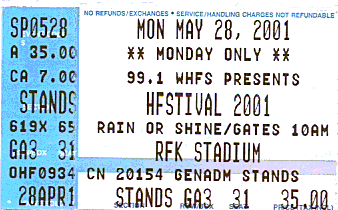 NO REFUNDS/EXCHANGES • SERVICE/HANDLING CHARGES NOT REFUNDABLE
SP0528 MON MAY 28, 2001
A 35.00 ** MONDAY ONLY **
CA 7.00 99.1 WHFS PRESENTS
STANDS HFSTIVAL 2001
619X 65 RAIN OR SHINE/GATES 10AM
GA3 31 RFK STADIUM
OHF0934 CN 20154 GENADM STANDS
28APR1 STANDS GA3 31 35.00